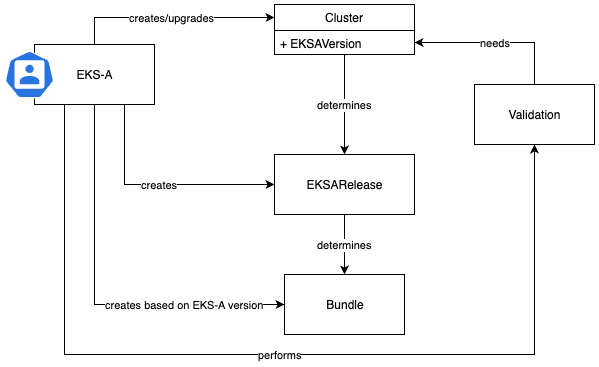 creates/upgrades
Cluster
+ EKSAVersion
needs
EKS-A
determines
Validation
creates
EKSARelease
determines
creates based on EKS-A version
Bundle
performs